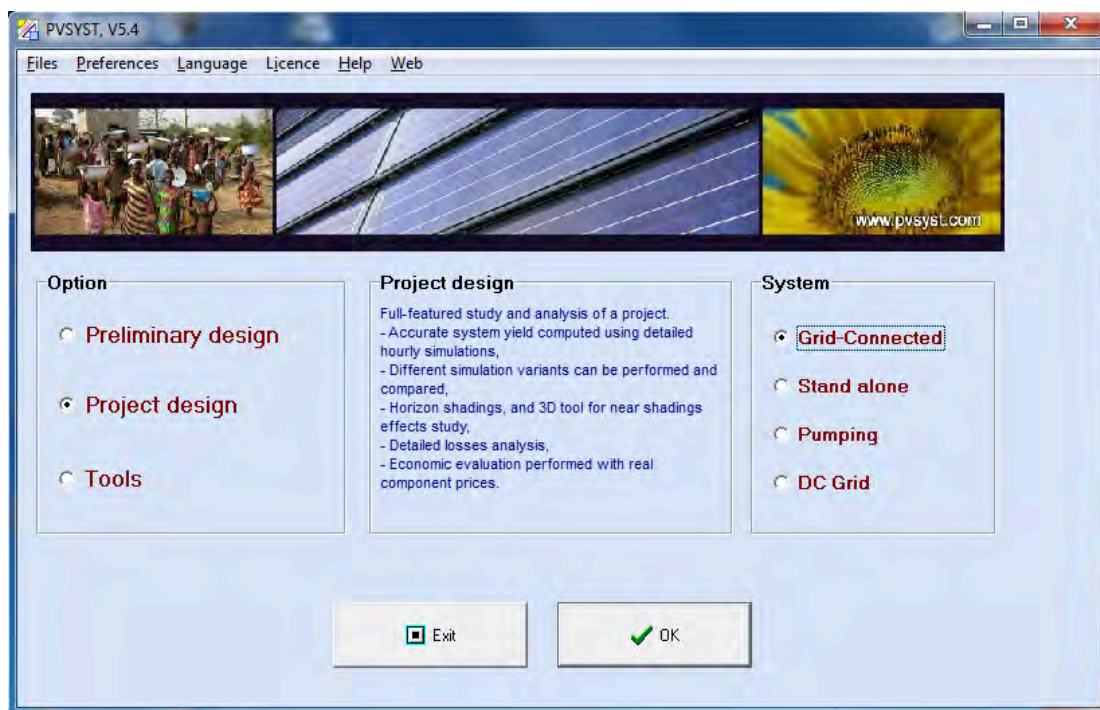 PVSYST, V5.4
Files Preferences Language Licence Help Web
www.pvsyst.com
Option
Preliminary design
Project design
Tools
Project design
Full-featured study and analysis of a project.
- Accurate system yield computed using detailed
hourly simulations,
- Different simulation variants can be performed and
compared,
- Horizon shadings, and 3D tool for near shadings
effects study,
- Detailed losses analysis,
- Economic evaluation performed with real
component prices.
System
Grid-Connected
Stand alone
Pumping
DC Grid
Exit
OK